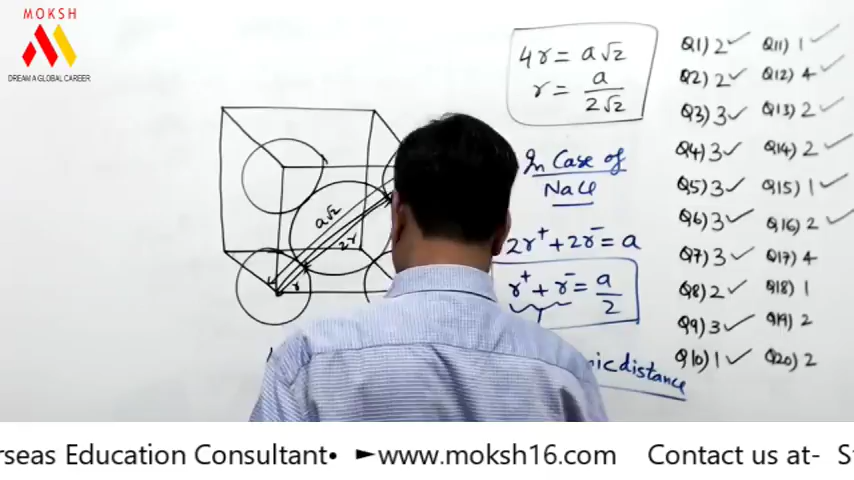 MOKSH
DREAM A GLOBAL CAREER
a√2
2r
r
4r = a√2
r = a/2√2
In Case of
NaCl
2r⁺ + 2r⁻ = a
r⁺ + r⁻ = a/2
distance
Q1) 2 ✓
Q2) 2 ✓
Q3) 3 ✓
Q4) 3 ✓
Q5) 3 ✓
Q6) 3 ✓
Q7) 3 ✓
Q8) 2 ✓
Q9) 3 ✓
Q10) 1 ✓
Q11) 1 ✓
Q12) 4 ✓
Q13) 2 ✓
Q14) 2 ✓
Q15) 1 ✓
Q16) 2 ✓
Q17) 4
Q18) 1
Q19) 2
Q20) 2
Education Consultant• ►www.moksh16.com Contact us at-